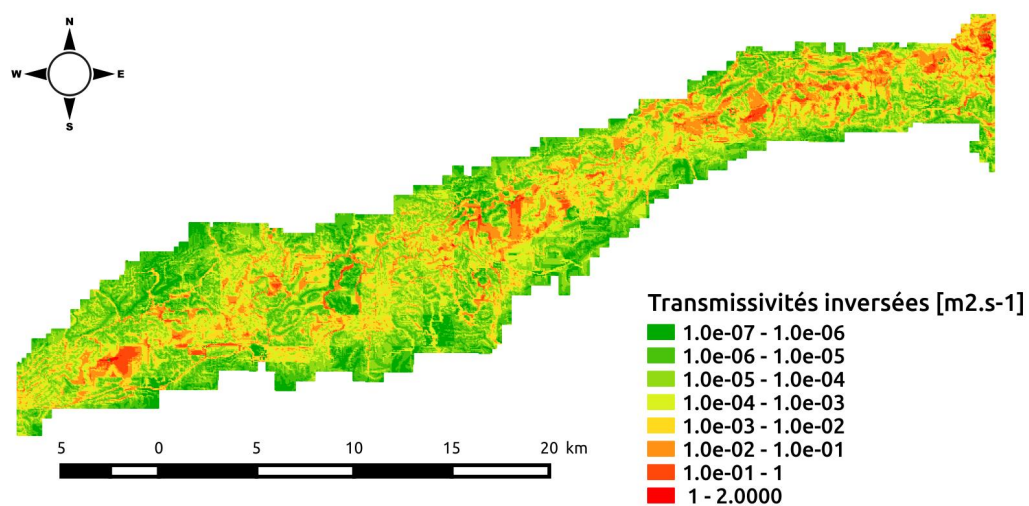 N
W E
S
Transmissivités inversées [m2.s-1]
1.0e-07 - 1.0e-06
1.0e-06 - 1.0e-05
1.0e-05 - 1.0e-04
1.0e-04 - 1.0e-03
1.0e-03 - 1.0e-02
1.0e-02 - 1.0e-01
1.0e-01 - 1
1 - 2.0000
5 0 5 10 15 20 km